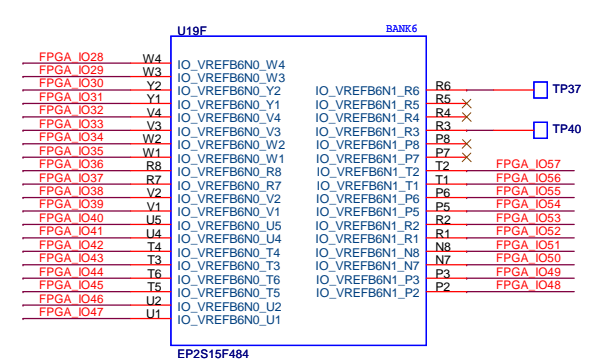 U19F BANK6
FPGA_IO28 W4 IO_VREFB6N0_W4
FPGA_IO29 W3 IO_VREFB6N0_W3
FPGA_IO30 Y2 IO_VREFB6N0_Y2 IO_VREFB6N1_R6 R6 TP37
FPGA_IO31 Y1 IO_VREFB6N0_Y1 IO_VREFB6N1_R5 R5
FPGA_IO32 V4 IO_VREFB6N0_V4 IO_VREFB6N1_R4 R4
FPGA_IO33 V3 IO_VREFB6N0_V3 IO_VREFB6N1_R3 R3 TP40
FPGA_IO34 W2 IO_VREFB6N0_W2 IO_VREFB6N1_P8 P8
FPGA_IO35 W1 IO_VREFB6N0_W1 IO_VREFB6N1_P7 P7
FPGA_IO36 R8 IO_VREFB6N0_R8 IO_VREFB6N1_T2 T2 FPGA_IO57
FPGA_IO37 R7 IO_VREFB6N0_R7 IO_VREFB6N1_T1 T1 FPGA_IO56
FPGA_IO38 V2 IO_VREFB6N0_V2 IO_VREFB6N1_P6 P6 FPGA_IO55
FPGA_IO39 V1 IO_VREFB6N0_V1 IO_VREFB6N1_P5 P5 FPGA_IO54
FPGA_IO40 U5 IO_VREFB6N0_U5 IO_VREFB6N1_R2 R2 FPGA_IO53
FPGA_IO41 U4 IO_VREFB6N0_U4 IO_VREFB6N1_R1 R1 FPGA_IO52
FPGA_IO42 T4 IO_VREFB6N0_T4 IO_VREFB6N1_N8 N8 FPGA_IO51
FPGA_IO43 T3 IO_VREFB6N0_T3 IO_VREFB6N1_N7 N7 FPGA_IO50
FPGA_IO44 T6 IO_VREFB6N0_T6 IO_VREFB6N1_P3 P3 FPGA_IO49
FPGA_IO45 T5 IO_VREFB6N0_T5 IO_VREFB6N1_P2 P2 FPGA_IO48
FPGA_IO46 U2 IO_VREFB6N0_U2
FPGA_IO47 U1 IO_VREFB6N0_U1
EP2S15F484